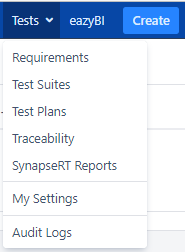 Tests eazyBI Create
Requirements
Test Suites
Test Plans
Traceability
SynapseRT Reports
My Settings
Audit Logs